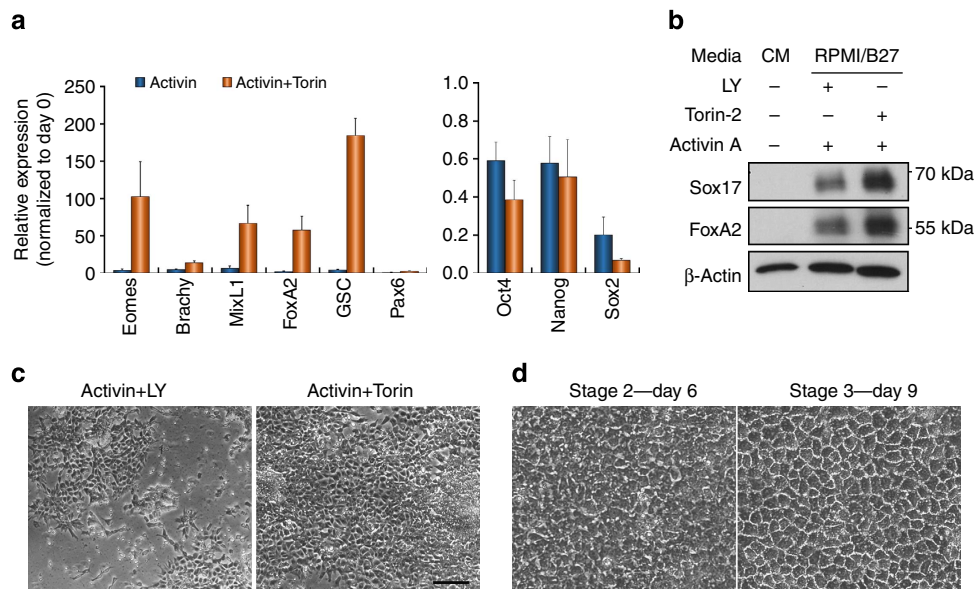 a
Activin
Activin+Torin
Relative expression
(normalized to day 0)
250
200
150
100
50
0
Eomes
Brachy
MixL1
FoxA2
GSC
Pax6
1.0
0.8
0.6
0.4
0.2
0.0
Oct4
Nanog
Sox2
b
Media CM RPMI/B27
LY – + –
Torin-2 – – +
Activin A – + +
Sox17
70 kDa
FoxA2
55 kDa
β-Actin
c
Activin+LY
Activin+Torin
d
Stage 2—day 6
Stage 3—day 9